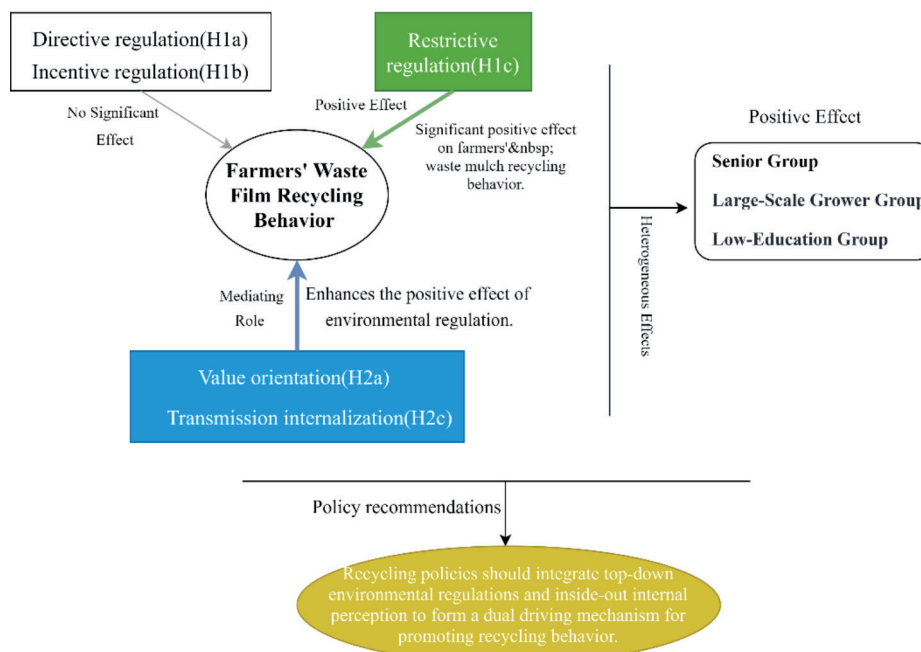 Directive regulation(H1a)
Incentive regulation(H1b)
Restrictive
regulation(H1c)
No Significant
Effect
Positive Effect
Significant positive effect
on farmers'&nbsp;
waste mulch recycling
behavior.
Farmers' Waste
Film Recycling
Behavior
Mediating
Role
Enhances the positive effect of
environmental regulation.
Value orientation(H2a)
Transmission internalization(H2c)
Heterogeneous Effects
Positive Effect
Senior Group
Large-Scale Grower Group
Low-Education Group
Policy recommendations
Recycling policies should integrate top-down
environmental regulations and inside-out internal
perception to form a dual driving mechanism for
promoting recycling behavior.